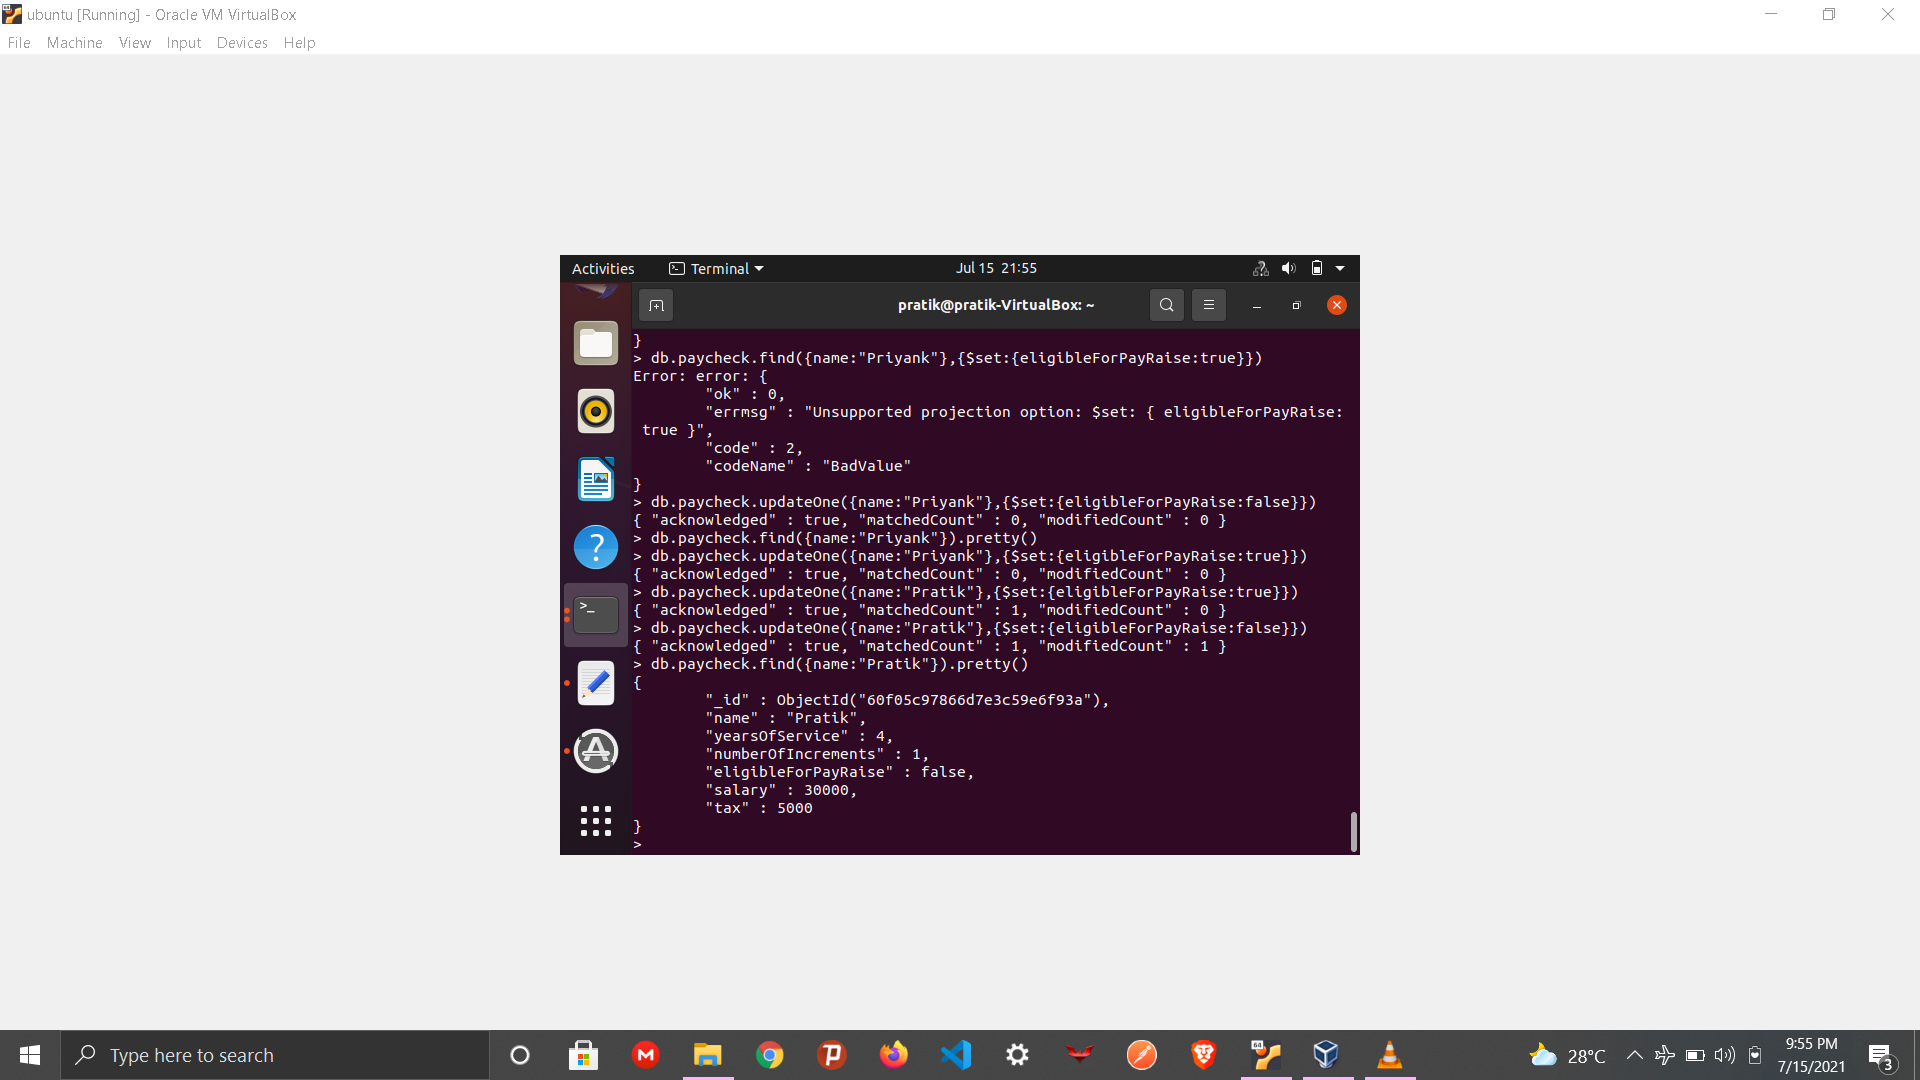 ubuntu [Running] - Oracle VM VirtualBox
File Machine View Input Devices Help
Activities Terminal Jul 15 21:55
pratik@pratik-VirtualBox: ~
}
> db.paycheck.find({name:"Priyank"},{$set:{eligibleForPayRaise:true}})
Error: error: {
"ok" : 0,
"errmsg" : "Unsupported projection option: $set: { eligibleForPayRaise:
true }",
"code" : 2,
"codeName" : "BadValue"
}
> db.paycheck.updateOne({name:"Priyank"},{$set:{eligibleForPayRaise:false}})
{ "acknowledged" : true, "matchedCount" : 0, "modifiedCount" : 0 }
> db.paycheck.find({name:"Priyank"}).pretty()
> db.paycheck.updateOne({name:"Priyank"},{$set:{eligibleForPayRaise:true}})
{ "acknowledged" : true, "matchedCount" : 0, "modifiedCount" : 0 }
> db.paycheck.updateOne({name:"Pratik"},{$set:{eligibleForPayRaise:true}})
{ "acknowledged" : true, "matchedCount" : 1, "modifiedCount" : 0 }
> db.paycheck.updateOne({name:"Pratik"},{$set:{eligibleForPayRaise:false}})
{ "acknowledged" : true, "matchedCount" : 1, "modifiedCount" : 1 }
> db.paycheck.find({name:"Pratik"}).pretty()
{
"_id" : ObjectId("60f05c97866d7e3c59e6f93a"),
"name" : "Pratik",
"yearsOfService" : 4,
"numberOfIncrements" : 1,
"eligibleForPayRaise" : false,
"salary" : 30000,
"tax" : 5000
}
>
Type here to search
28°C
9:55 PM
7/15/2021
3